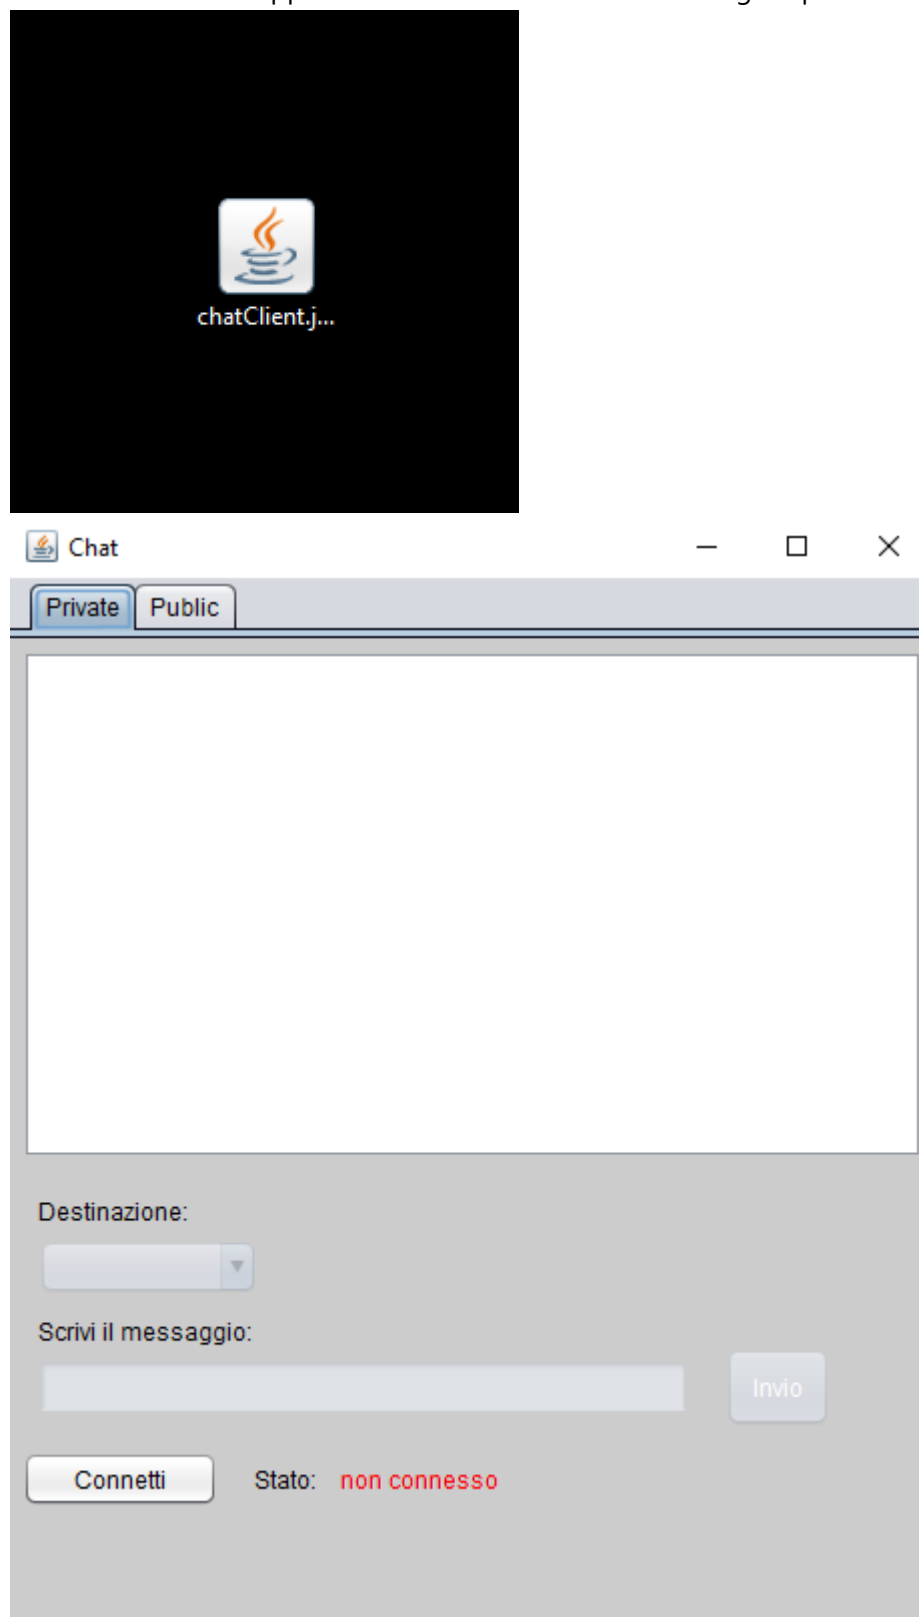 chatClient.j...
Chat
Private Public
Destinazione:
Scrivi il messaggio:
Invio
Connetti Stato: non connesso